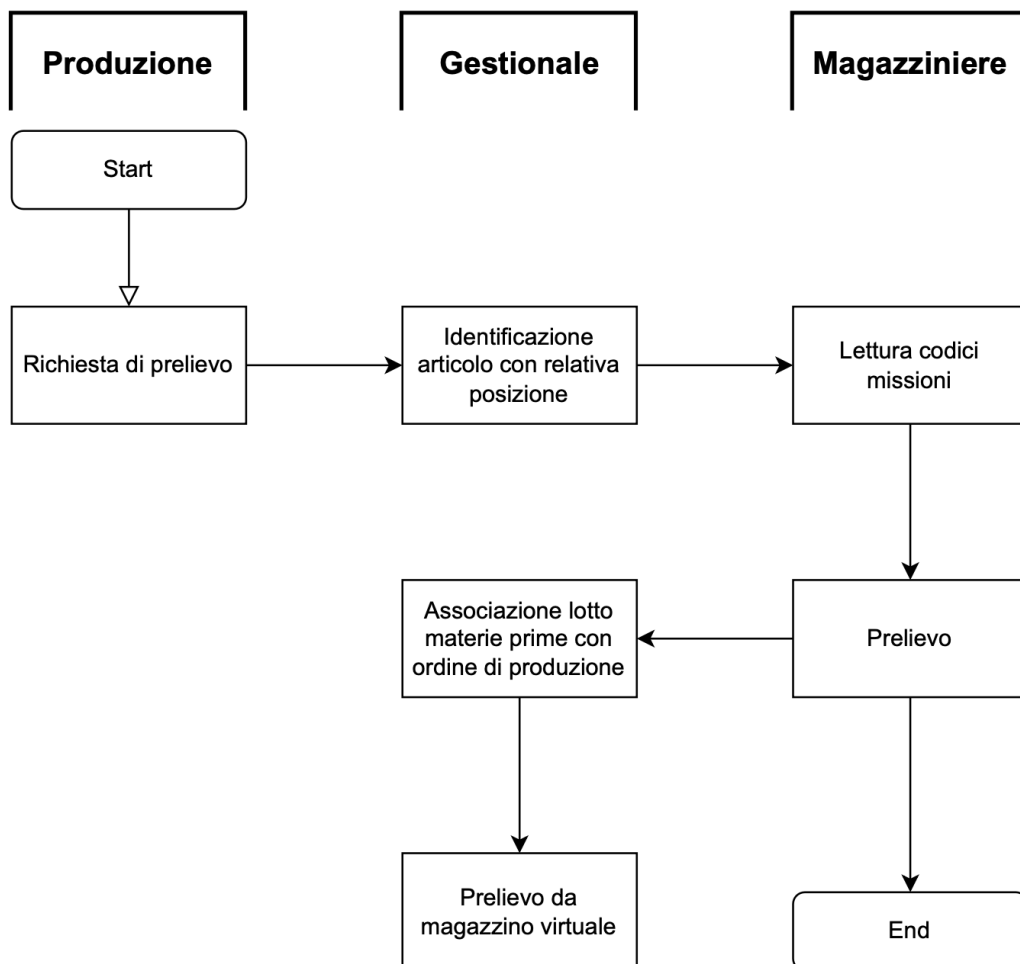 Produzione
Gestionale
Magazziniere
Start
Richiesta di prelievo
Identificazione
articolo con relativa
posizione
Lettura codici
missioni
Associazione lotto
materie prime con
ordine di produzione
Prelievo
Prelievo da
magazzino virtuale
End